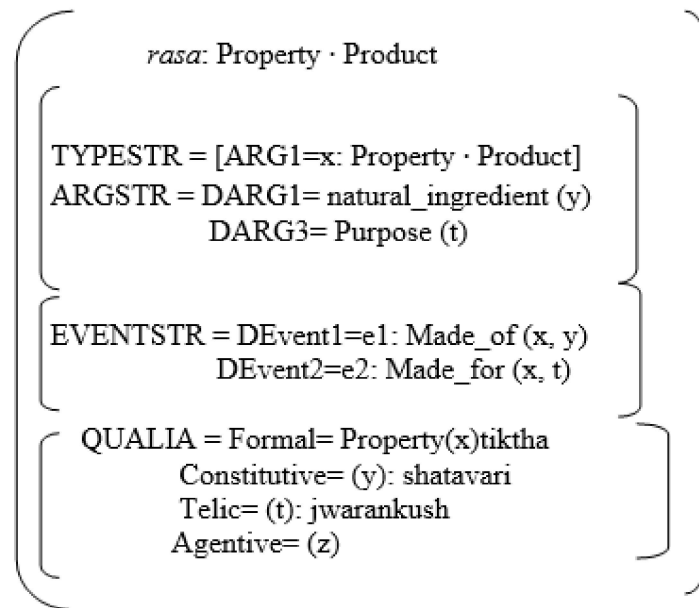 rasa: Property · Product
TYPESTR = [ARG1=x: Property · Product]
ARGSTR = DARG1= natural_ingredient (y)
DARG3= Purpose (t)
EVENTSTR = DEvent1=e1: Made_of (x, y)
DEvent2=e2: Made_for (x, t)
QUALIA = Formal= Property(x)tiktha
Constitutive= (y): shatavari
Telic= (t): jwarankush
Agentive= (z)